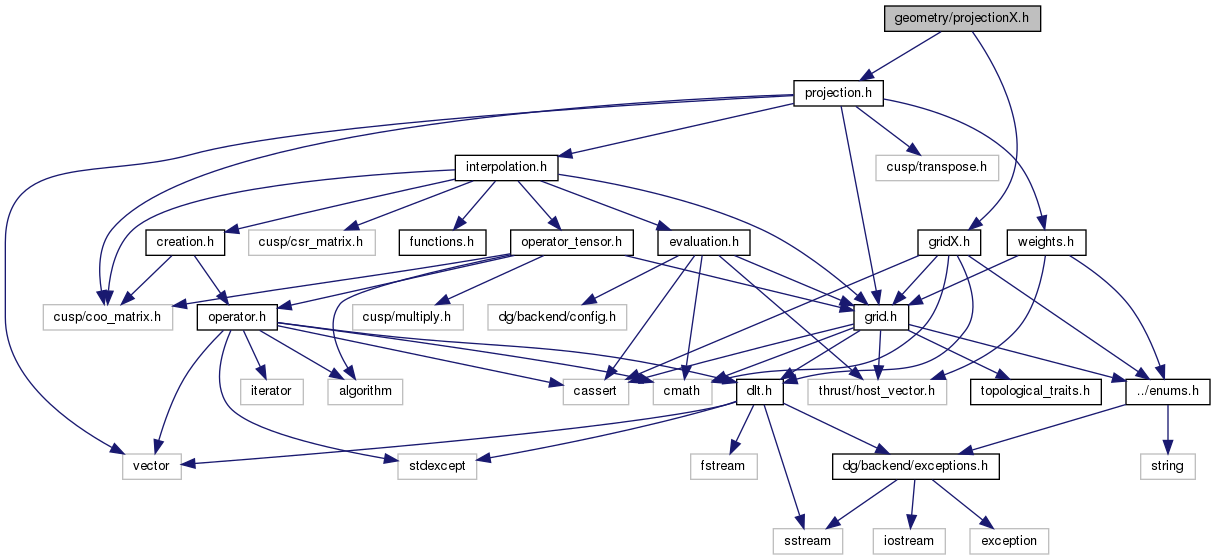 geometry/projectionX.h
projection.h
interpolation.h
cusp/transpose.h
creation.h
cusp/csr_matrix.h
functions.h
operator_tensor.h
evaluation.h
gridX.h
weights.h
cusp/coo_matrix.h
operator.h
cusp/multiply.h
dg/backend/config.h
grid.h
iterator
algorithm
cassert
cmath
dlt.h
thrust/host_vector.h
topological_traits.h
../enums.h
vector
stdexcept
fstream
dg/backend/exceptions.h
string
sstream
iostream
exception